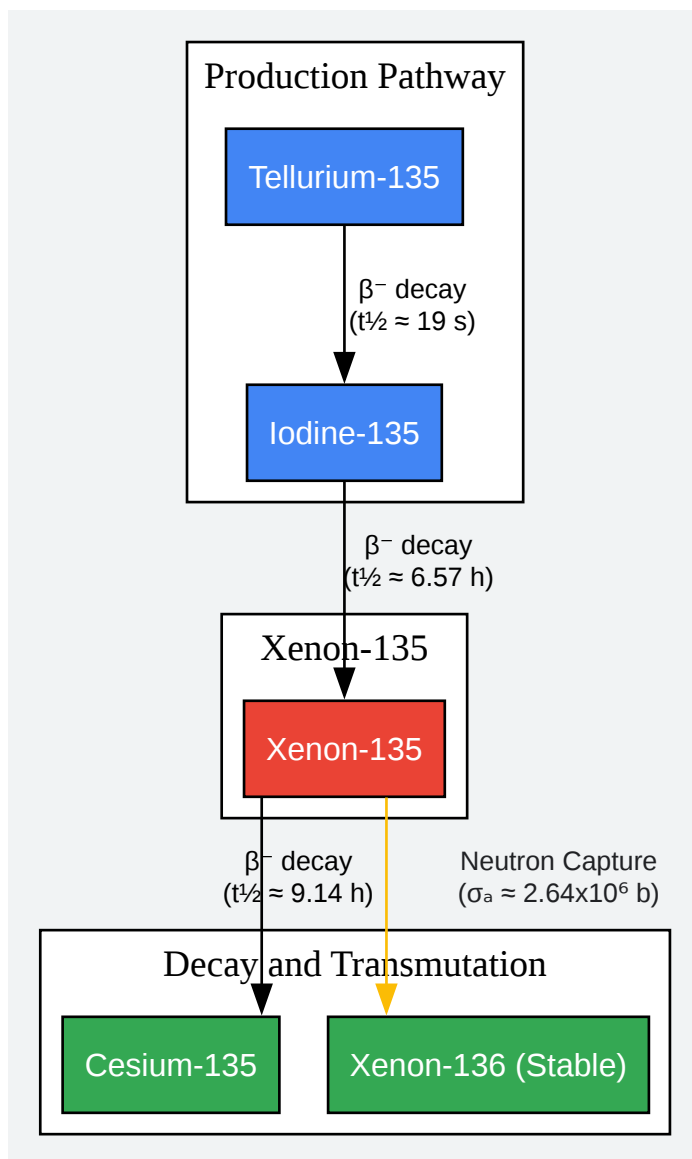 Production Pathway
Tellurium-135
β⁻ decay
(t½ ≈ 19 s)
Iodine-135
β⁻ decay
(t½ ≈ 6.57 h)
Xenon-135
Xenon-135
β⁻ decay
(t½ ≈ 9.14 h)
Neutron Capture
(σₐ ≈ 2.64x10⁶ b)
Decay and Transmutation
Cesium-135
Xenon-136 (Stable)